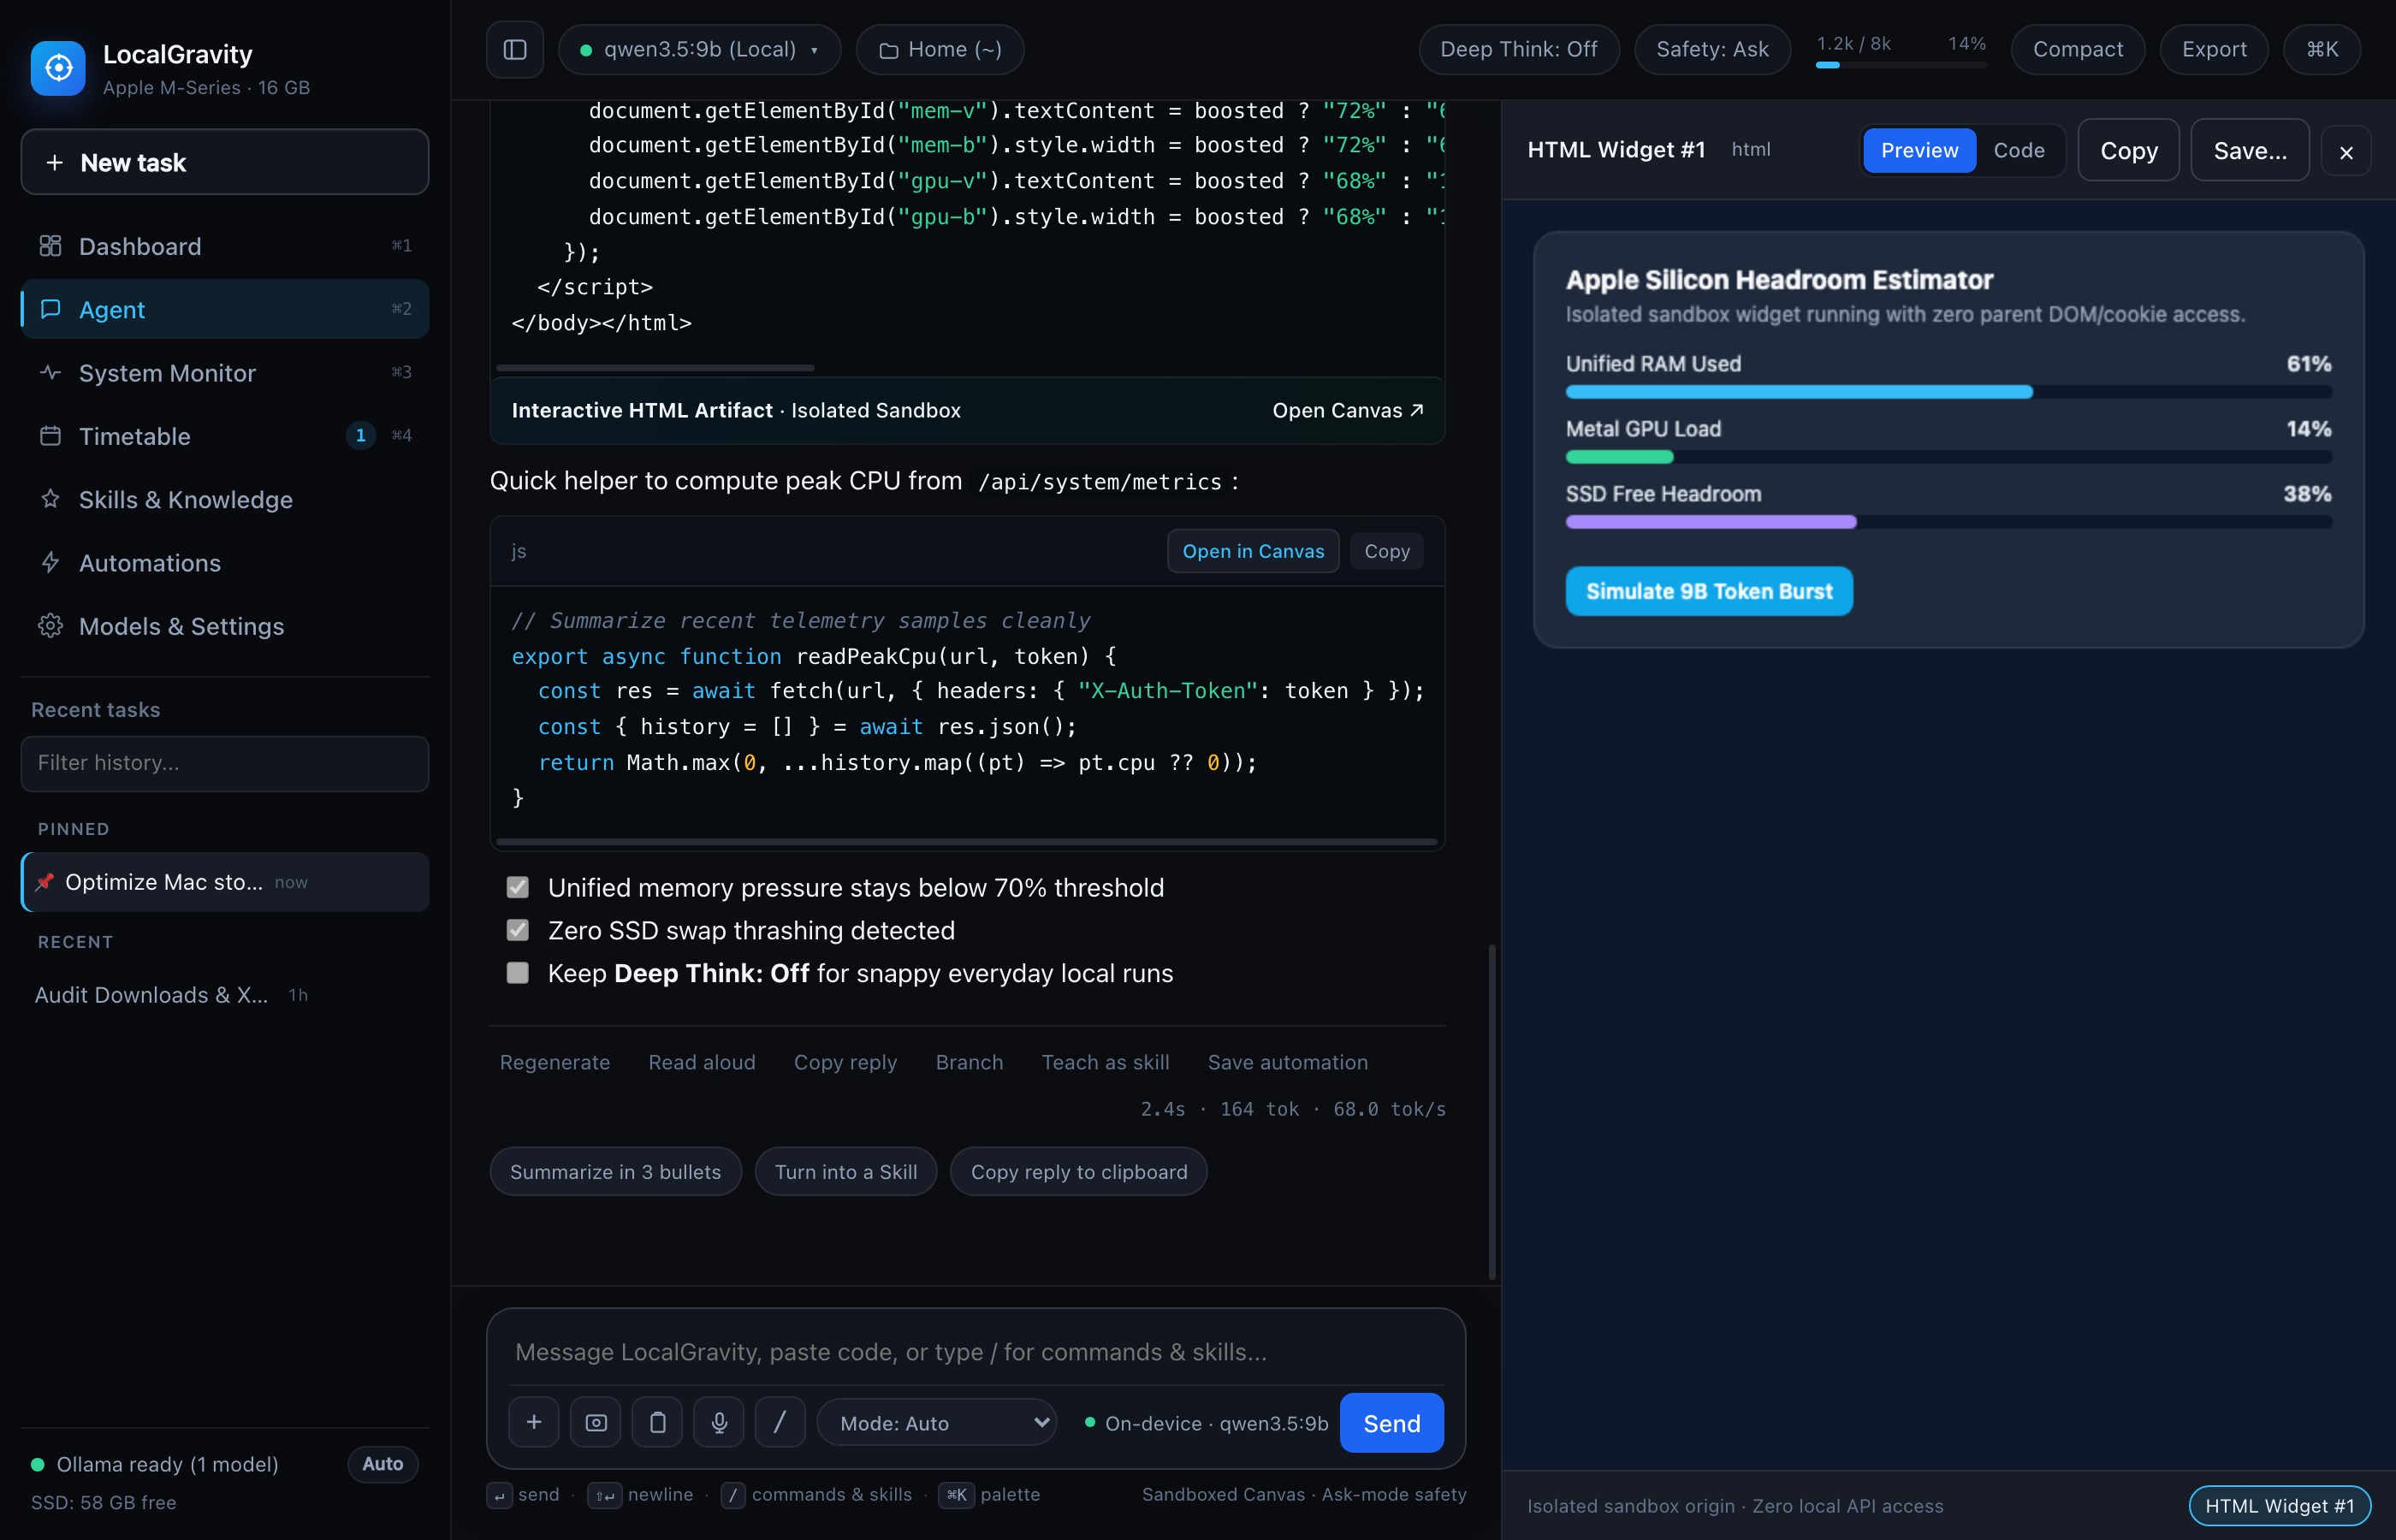 LocalGravity
Apple M-Series · 16 GB
+ New task
Dashboard ⌘1
Agent ⌘2
System Monitor ⌘3
Timetable 1 ⌘4
Skills & Knowledge
Automations
Models & Settings
Recent tasks
Filter history...
PINNED
📌 Optimize Mac sto... now
RECENT
Audit Downloads & X... 1h
Ollama ready (1 model) Auto
SSD: 58 GB free
qwen3.5:9b (Local) ▾
Home (~)
Deep Think: Off
Safety: Ask
1.2k / 8k 14%
Compact
Export
⌘K
document.getElementById("mem-v").textContent = boosted ? "72%" : "6
document.getElementById("mem-b").style.width = boosted ? "72%" : "6
document.getElementById("gpu-v").textContent = boosted ? "68%" : "1
document.getElementById("gpu-b").style.width = boosted ? "68%" : "1
});
</script>
</body></html>
Interactive HTML Artifact · Isolated Sandbox Open Canvas ↗
Quick helper to compute peak CPU from /api/system/metrics :
js Open in Canvas Copy
// Summarize recent telemetry samples cleanly
export async function readPeakCpu(url, token) {
const res = await fetch(url, { headers: { "X-Auth-Token": token } });
const { history = [] } = await res.json();
return Math.max(0, ...history.map((pt) => pt.cpu ?? 0));
}
Unified memory pressure stays below 70% threshold
Zero SSD swap thrashing detected
Keep Deep Think: Off for snappy everyday local runs
Regenerate Read aloud Copy reply Branch Teach as skill Save automation
2.4s · 164 tok · 68.0 tok/s
Summarize in 3 bullets Turn into a Skill Copy reply to clipboard
Message LocalGravity, paste code, or type / for commands & skills...
+ / Mode: Auto On-device · qwen3.5:9b Send
↵ send · ⇧↵ newline · / commands & skills · ⌘K palette Sandboxed Canvas · Ask-mode safety
HTML Widget #1 html Preview Code Copy Save... ×
Apple Silicon Headroom Estimator
Isolated sandbox widget running with zero parent DOM/cookie access.
Unified RAM Used 61%
Metal GPU Load 14%
SSD Free Headroom 38%
Simulate 9B Token Burst
Isolated sandbox origin · Zero local API access HTML Widget #1